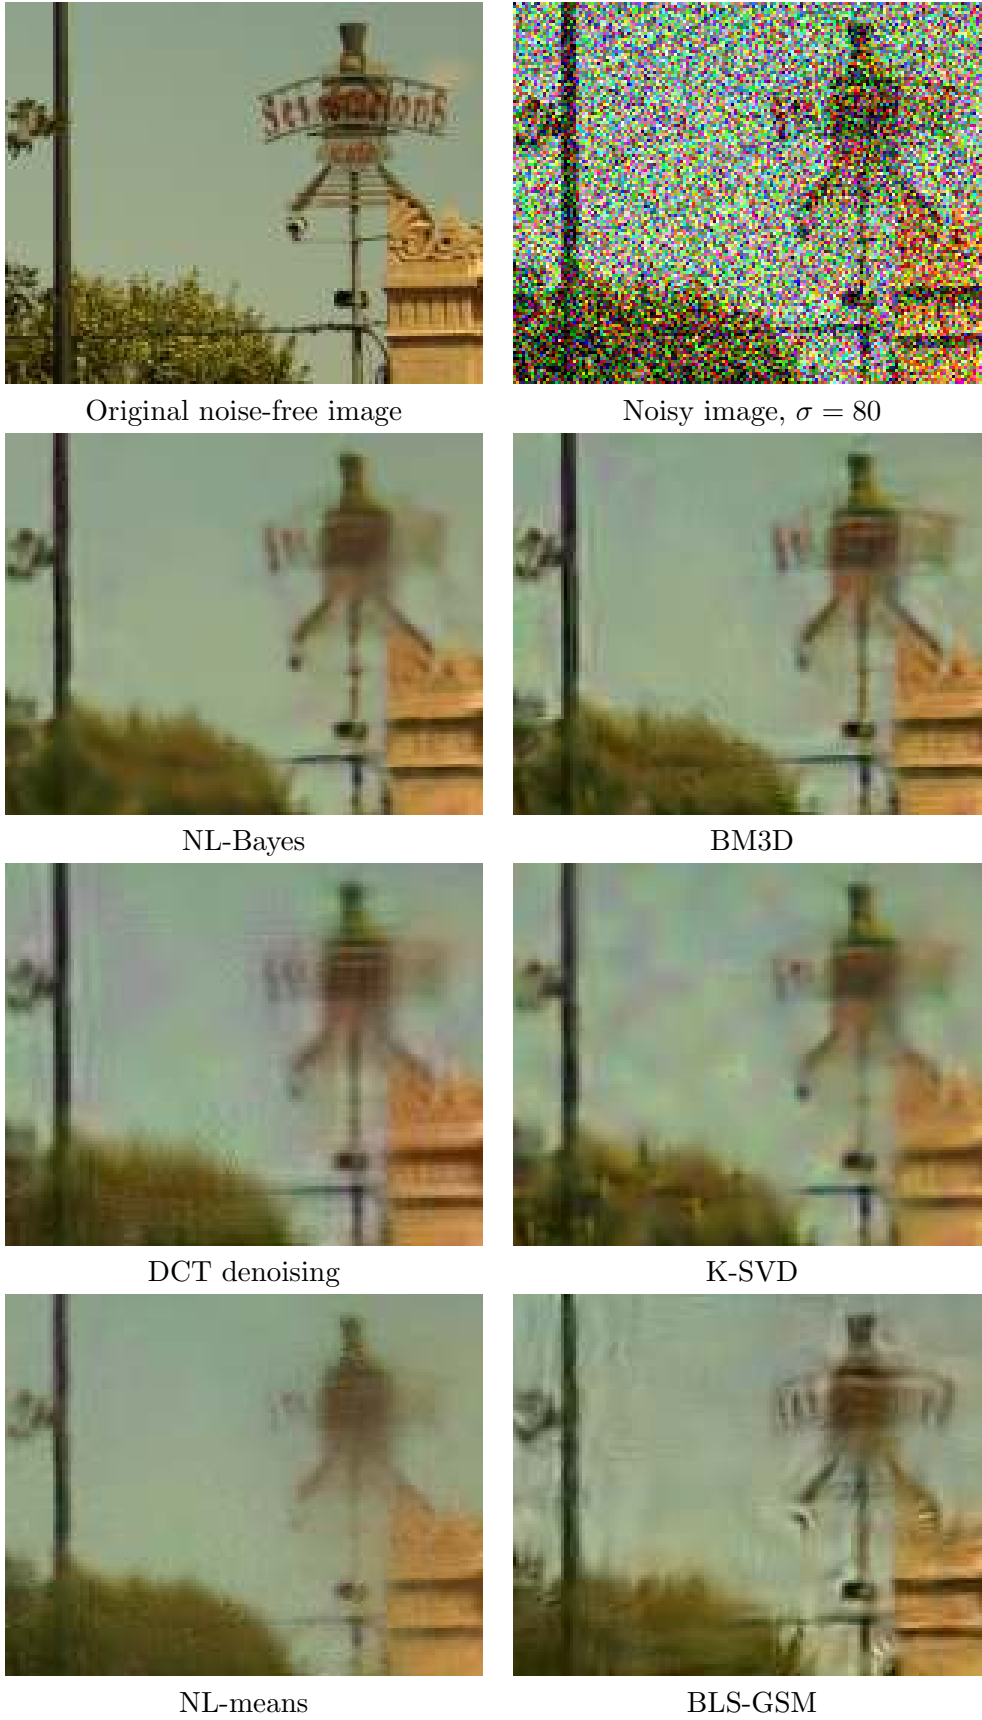 Original noise-free image
Noisy image, σ = 80
NL-Bayes
BM3D
DCT denoising
K-SVD
NL-means
BLS-GSM